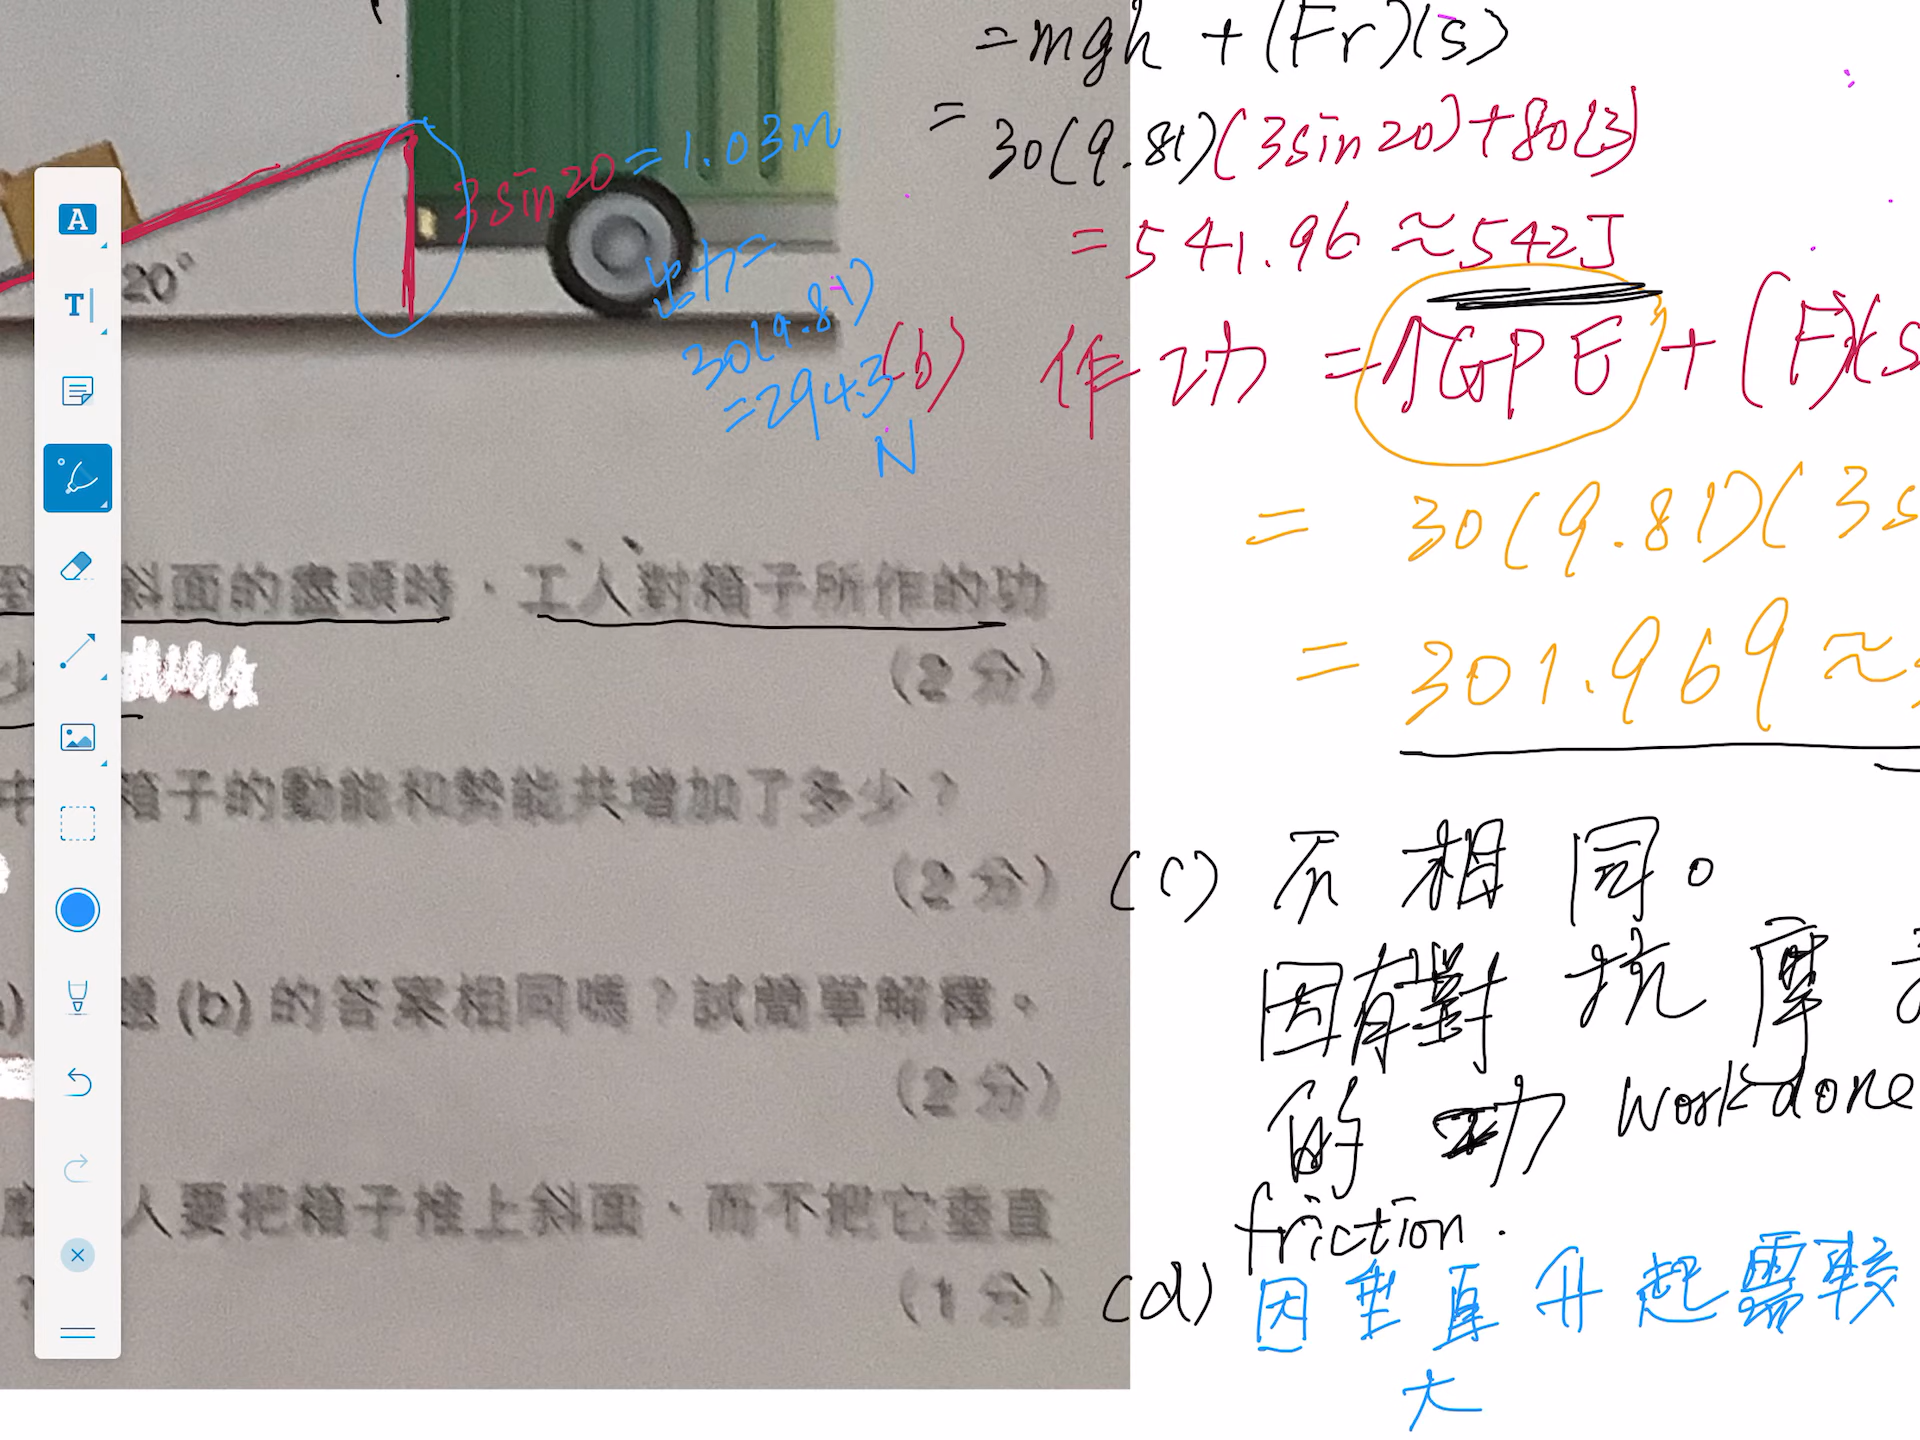 =mgh + (Fr)(s)
= 30(9.81)(3sin20)+80(3)
= 541.96 ≈ 542J
3sin20 = 1.03m
20°
出力=
30(9.81)
=294.3
N
(b) 作功 = ↑GPE + (F)(s
= 30(9.81)(3s
= 301.969 ≈
斜面的盡頭時，工人對箱子所作的功
(2分)
箱子的動能和勢能共增加了多少？
(2分)
(c) 不相同。
因有對抗摩
的功 work done
friction.
(b)的答案相同嗎？試簡單解釋。
(2分)
人要把箱子推上斜面，而不把它垂直
(1分)
(d) 因垂直升起需較
大